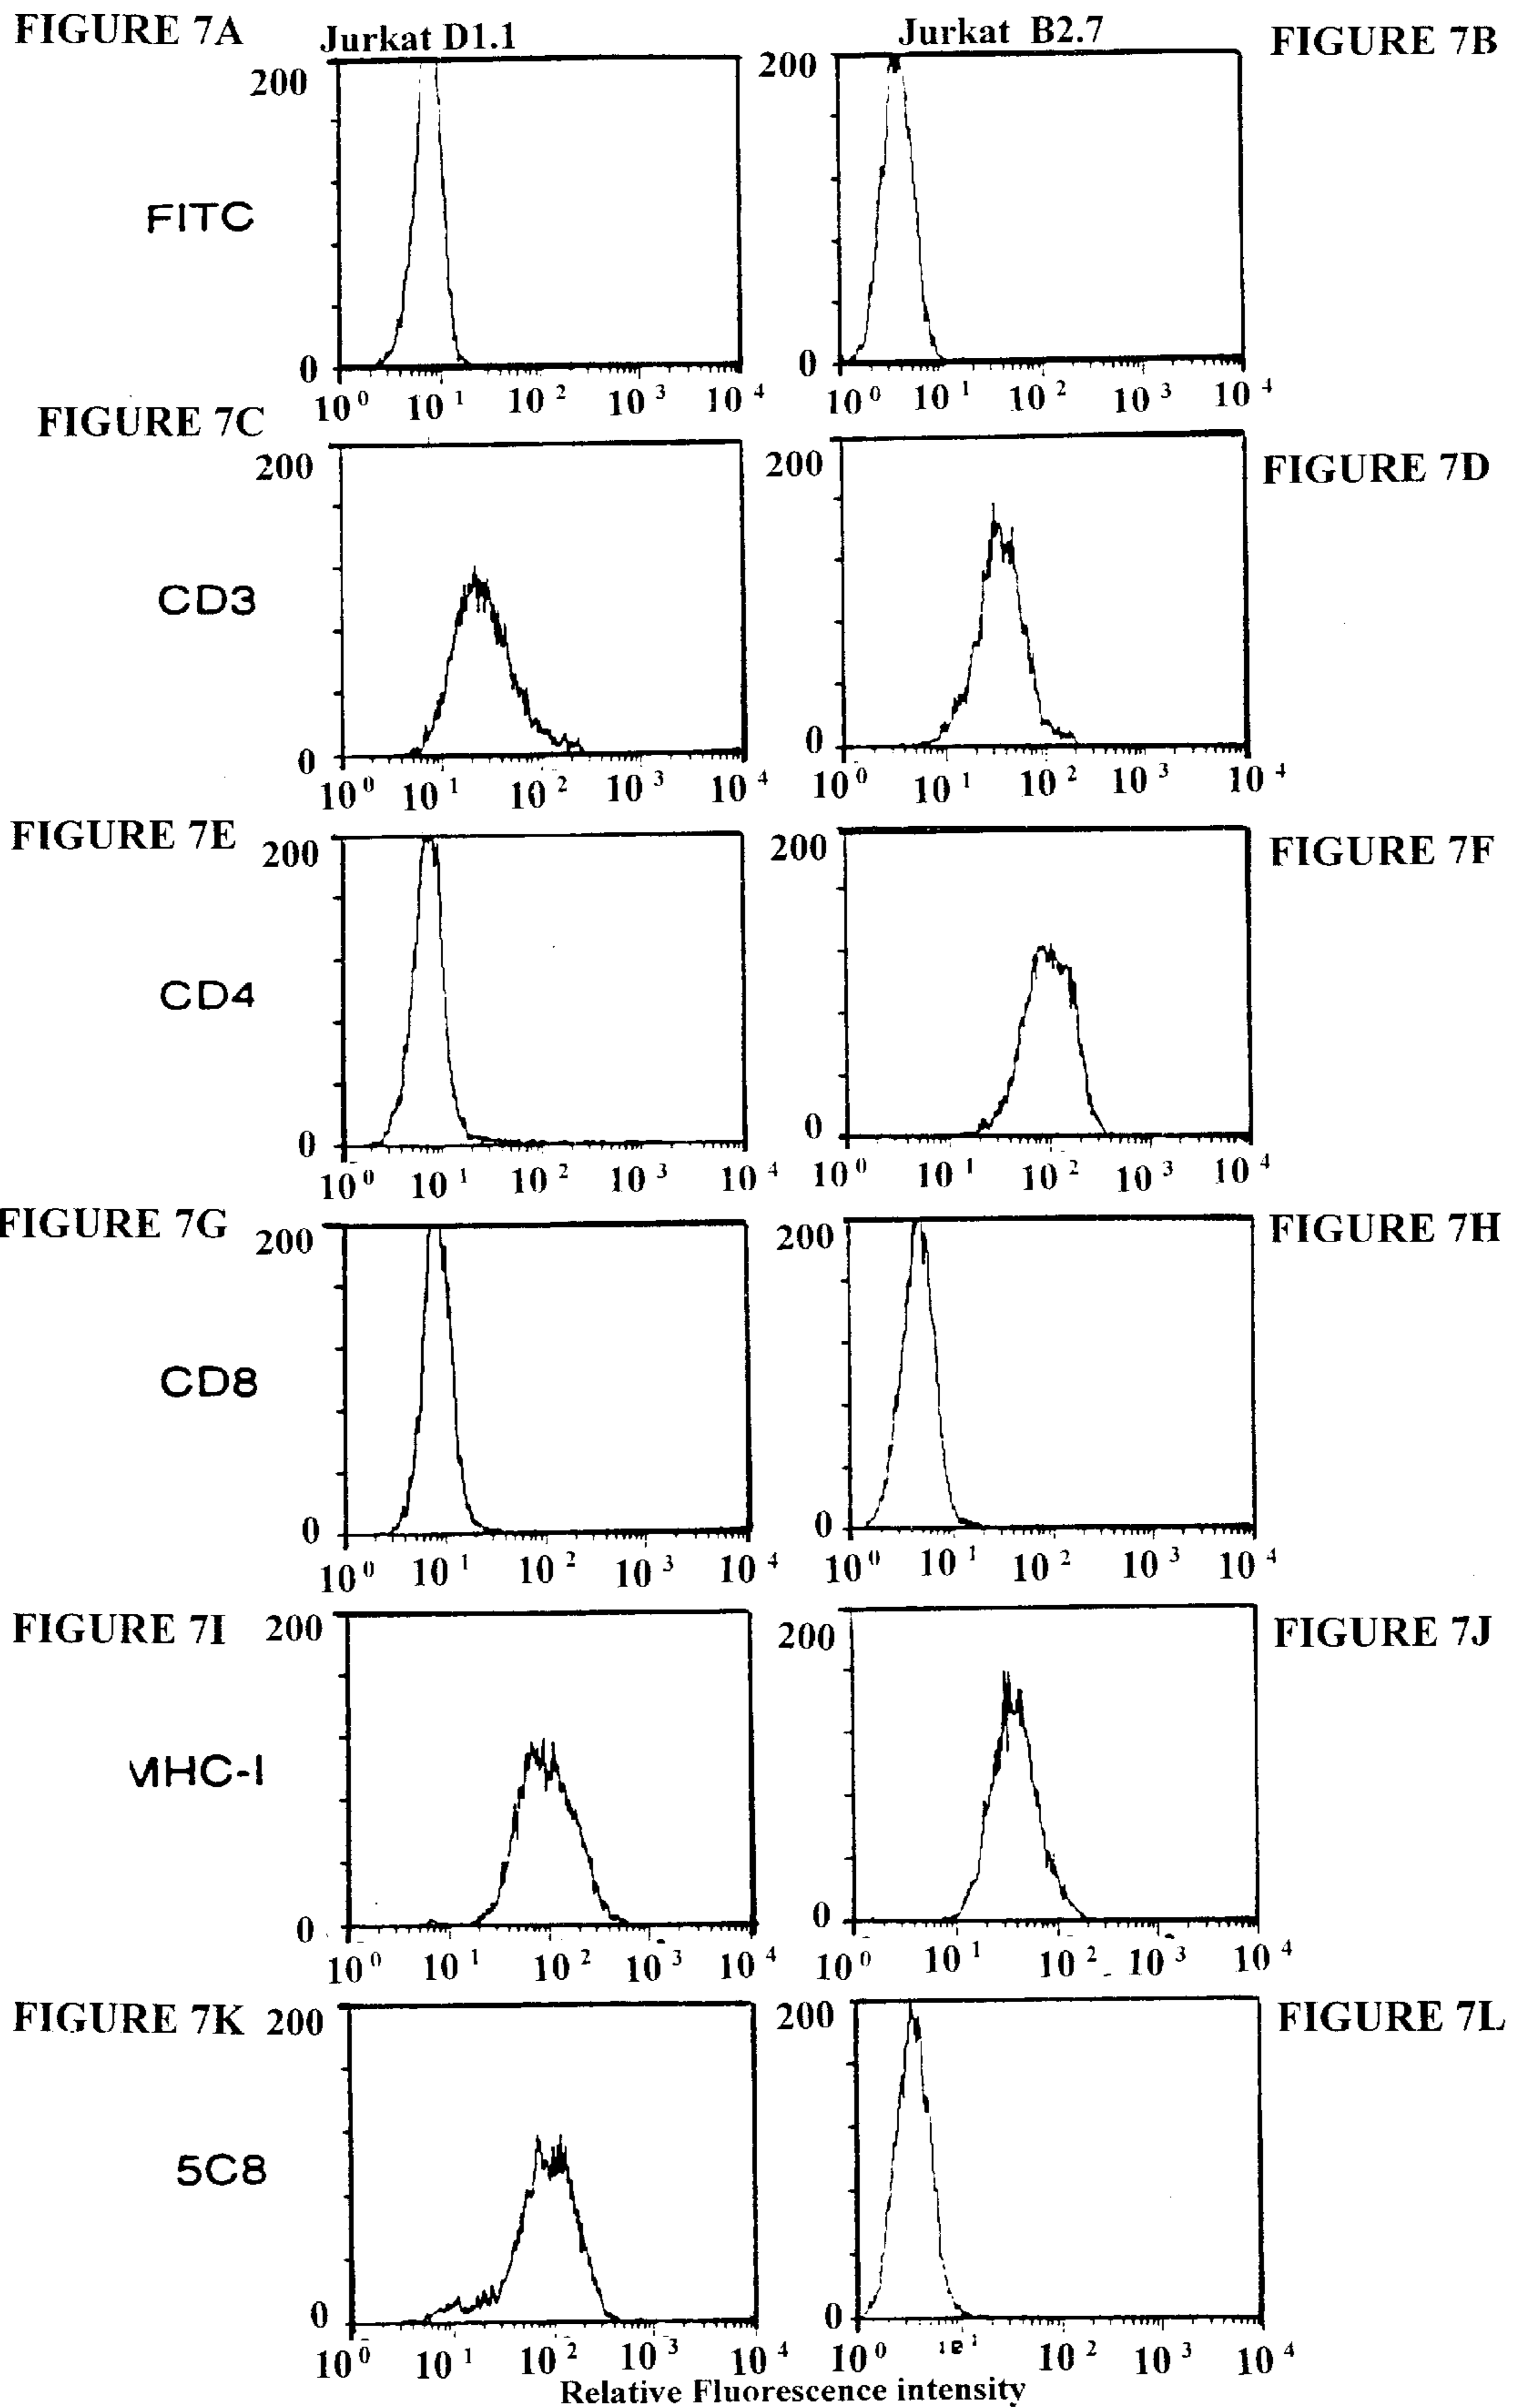 FIGURE 7A Jurkat D1.1 Jurkat B2.7 FIGURE 7B
200 200
FITC
0 0
10⁰ 10¹ 10² 10³ 10⁴ 10⁰ 10¹ 10² 10³ 10⁴
FIGURE 7C FIGURE 7D
200 200
CD3
0 0
10⁰ 10¹ 10² 10³ 10⁴ 10⁰ 10¹ 10² 10³ 10⁴
FIGURE 7E 200 200 FIGURE 7F
CD4
0 0
10⁰ 10¹ 10² 10³ 10⁴ 10⁰ 10¹ 10² 10³ 10⁴
FIGURE 7G 200 200 FIGURE 7H
CD8
0 0
10⁰ 10¹ 10² 10³ 10⁴ 10⁰ 10¹ 10² 10³ 10⁴
FIGURE 7I 200 200 FIGURE 7J
MHC-I
0 0
10⁰ 10¹ 10² 10³ 10⁴ 10⁰ 10¹ 10² 10³ 10⁴
FIGURE 7K 200 200 FIGURE 7L
5C8
0 0
10⁰ 10¹ 10² 10³ 10⁴ 10⁰ 10¹ 10² 10³ 10⁴
Relative Fluorescence intensity